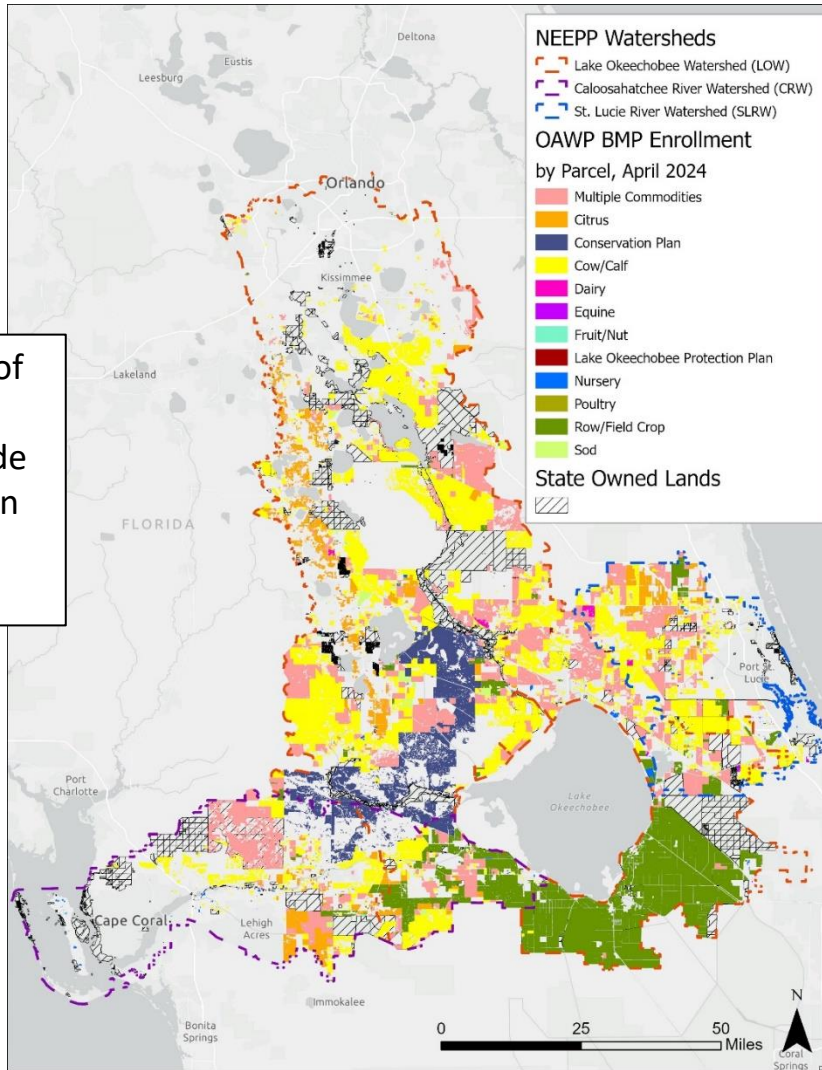 Deltona
Eustis
Leesburg
Orlando
Kissimmee
Lakeland
FLORIDA
of
de
n
Port St.
Lucie
Port
Charlotte
Lake
Okeechobee
Cape Coral
Lehigh
Acres
Immokalee
Bonita
Springs
Coral
Springs
NEEPP Watersheds
Lake Okeechobee Watershed (LOW)
Caloosahatchee River Watershed (CRW)
St. Lucie River Watershed (SLRW)
OAWP BMP Enrollment
by Parcel, April 2024
Multiple Commodities
Citrus
Conservation Plan
Cow/Calf
Dairy
Equine
Fruit/Nut
Lake Okeechobee Protection Plan
Nursery
Poultry
Row/Field Crop
Sod
State Owned Lands
N
0 25 50
Miles